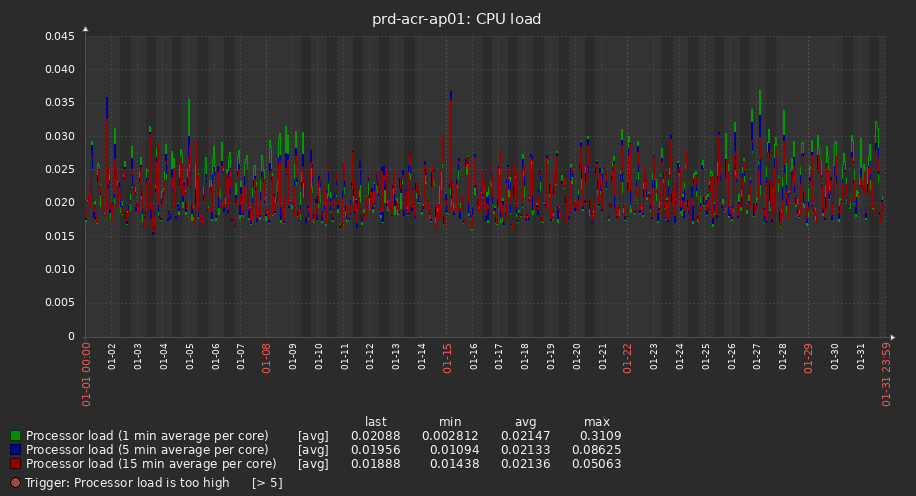 prd-acr-ap01: CPU load
0.045
0.040
0.035
0.030
0.025
0.020
0.015
0.010
0.005
0
01-01 00:00 01-02 01-03 01-04 01-05 01-06 01-07 01-08 01-09 01-10 01-11 01-12 01-13 01-14 01-15 01-16 01-17 01-18 01-19 01-20 01-21 01-22 01-23 01-24 01-25 01-26 01-27 01-28 01-29 01-30 01-31 01-31 23:59
last min avg max
Processor load (1 min average per core) [avg] 0.02088 0.002812 0.02147 0.3109
Processor load (5 min average per core) [avg] 0.01956 0.01094 0.02133 0.08625
Processor load (15 min average per core) [avg] 0.01888 0.01438 0.02136 0.05063
Trigger: Processor load is too high [> 5]